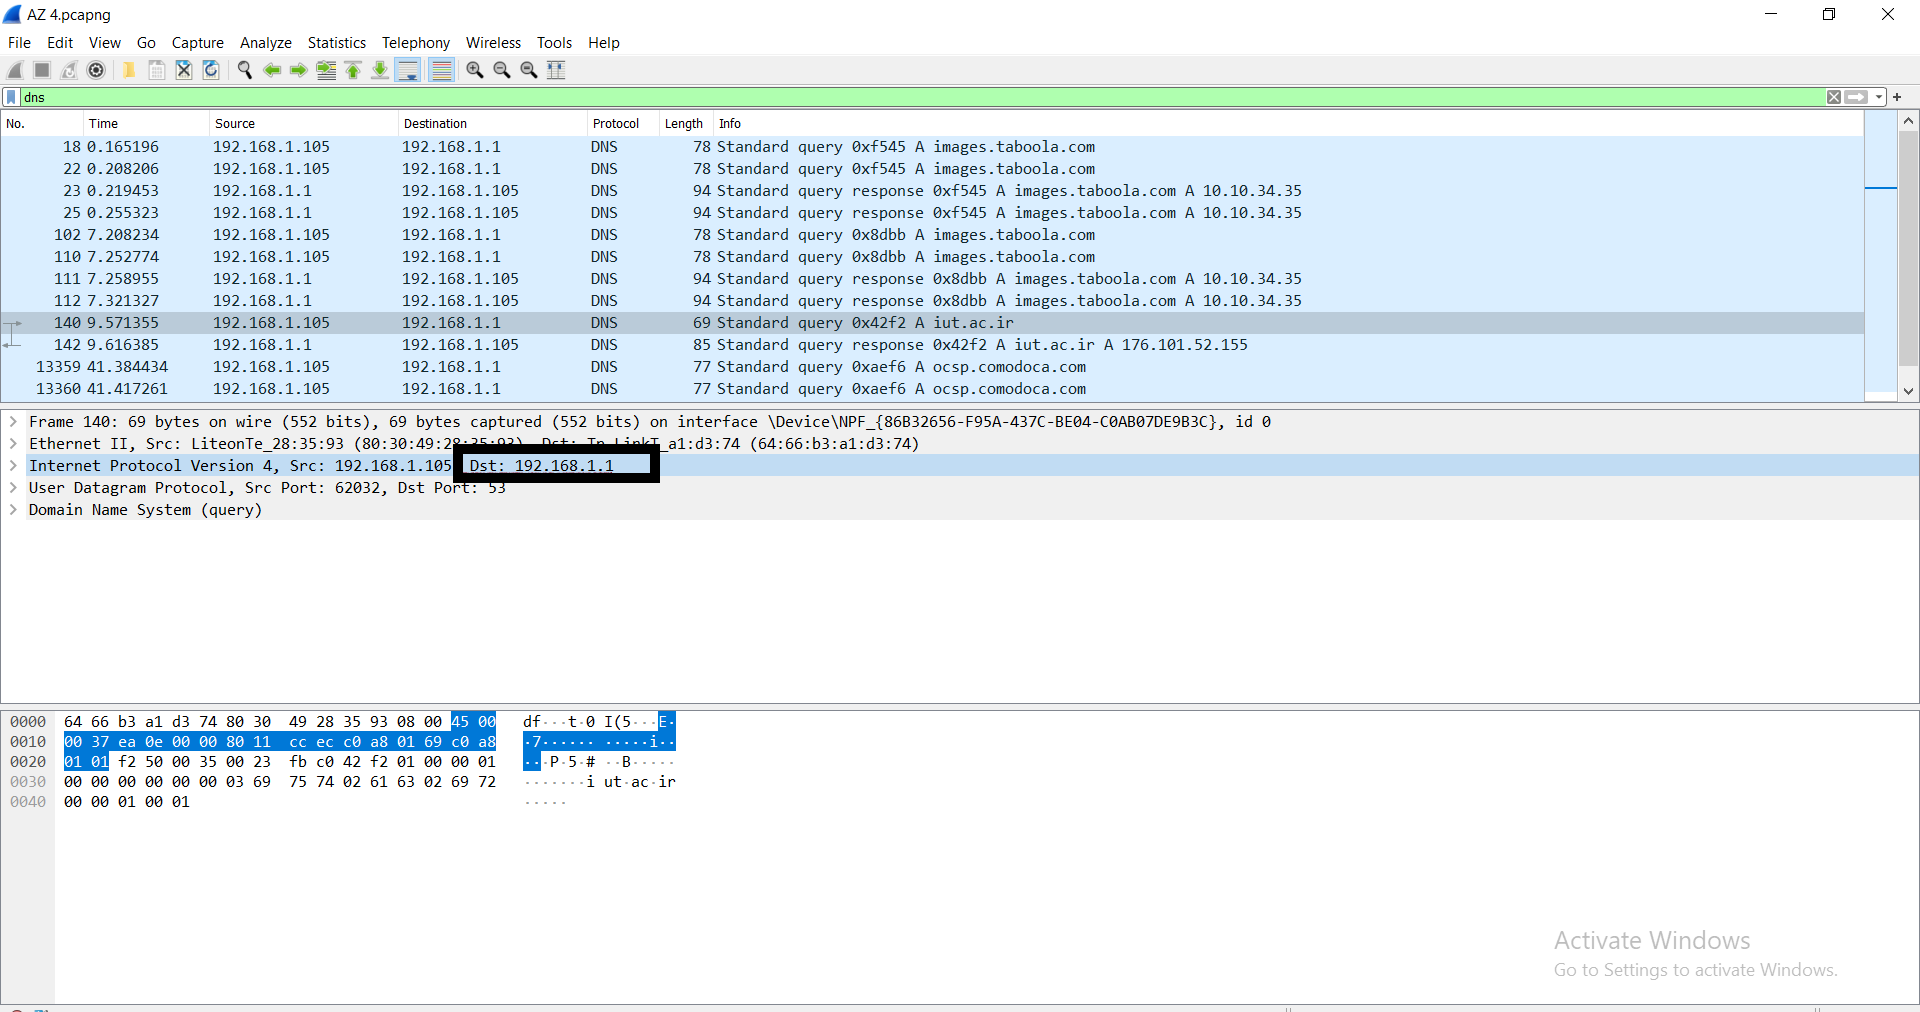 AZ 4.pcapng
File Edit View Go Capture Analyze Statistics Telephony Wireless Tools Help
dns
No. Time Source Destination Protocol Length Info
18 0.165196 192.168.1.105 192.168.1.1 DNS 78 Standard query 0xf545 A images.taboola.com
22 0.208206 192.168.1.105 192.168.1.1 DNS 78 Standard query 0xf545 A images.taboola.com
23 0.219453 192.168.1.1 192.168.1.105 DNS 94 Standard query response 0xf545 A images.taboola.com A 10.10.34.35
25 0.255323 192.168.1.1 192.168.1.105 DNS 94 Standard query response 0xf545 A images.taboola.com A 10.10.34.35
102 7.208234 192.168.1.105 192.168.1.1 DNS 78 Standard query 0x8dbb A images.taboola.com
110 7.252774 192.168.1.105 192.168.1.1 DNS 78 Standard query 0x8dbb A images.taboola.com
111 7.258955 192.168.1.1 192.168.1.105 DNS 94 Standard query response 0x8dbb A images.taboola.com A 10.10.34.35
112 7.321327 192.168.1.1 192.168.1.105 DNS 94 Standard query response 0x8dbb A images.taboola.com A 10.10.34.35
140 9.571355 192.168.1.105 192.168.1.1 DNS 69 Standard query 0x42f2 A iut.ac.ir
142 9.616385 192.168.1.1 192.168.1.105 DNS 85 Standard query response 0x42f2 A iut.ac.ir A 176.101.52.155
13359 41.384434 192.168.1.105 192.168.1.1 DNS 77 Standard query 0xaef6 A ocsp.comodoca.com
13360 41.417261 192.168.1.105 192.168.1.1 DNS 77 Standard query 0xaef6 A ocsp.comodoca.com
Frame 140: 69 bytes on wire (552 bits), 69 bytes captured (552 bits) on interface \Device\NPF_{86B32656-F95A-437C-BE04-C0AB07DE9B3C}, id 0
Ethernet II, Src: LiteonTe_28:35:93 (80:30:49:28:35:93), Dst: Tp-LinkT_a1:d3:74 (64:66:b3:a1:d3:74)
Internet Protocol Version 4, Src: 192.168.1.105 Dst: 192.168.1.1
User Datagram Protocol, Src Port: 62032, Dst Port: 53
Domain Name System (query)
0000 64 66 b3 a1 d3 74 80 30 49 28 35 93 08 00 45 00 df···t·0 I(5···E·
0010 00 37 ea 0e 00 00 80 11 cc ec c0 a8 01 69 c0 a8 ·7······ ·····i··
0020 01 01 f2 50 00 35 00 23 fb c0 42 f2 01 00 00 01 ···P·5·# ··B·····
0030 00 00 00 00 00 00 03 69 75 74 02 61 63 02 69 72 ·······i ut·ac·ir
0040 00 00 01 00 01 ·····
Activate Windows
Go to Settings to activate Windows.